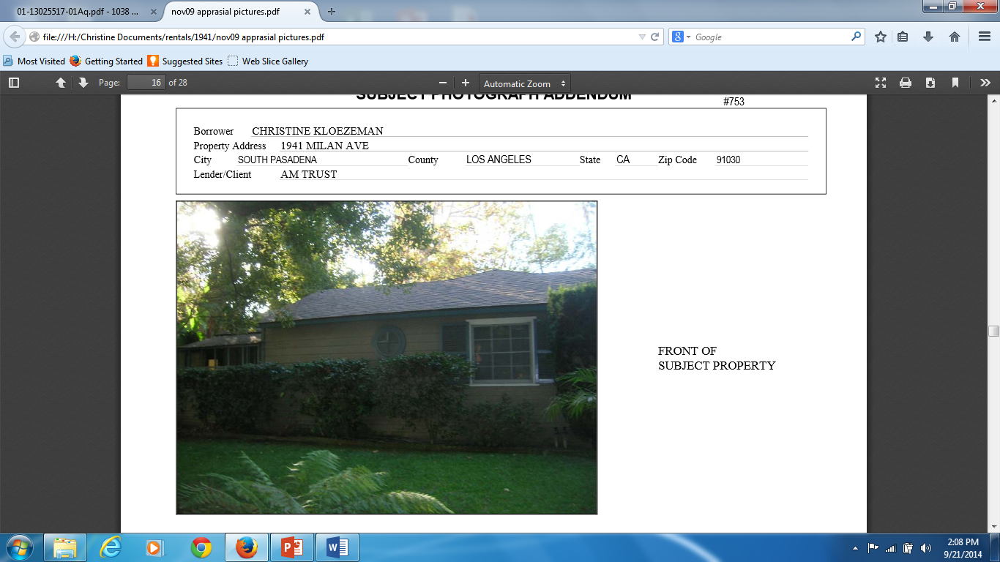 01-13025517-01Aq.pdf - 1038 ...
nov09 apprasial pictures.pdf
file:///H:/Christine Documents/rentals/1941/nov09 apprasial pictures.pdf
Google
Most Visited Getting Started Suggested Sites Web Slice Gallery
Page: 16 of 28
Automatic Zoom
SUBJECT PHOTOGRAPH ADDENDUM
#753
Borrower CHRISTINE KLOEZEMAN
Property Address 1941 MILAN AVE
City SOUTH PASADENA County LOS ANGELES State CA Zip Code 91030
Lender/Client AM TRUST
FRONT OF
SUBJECT PROPERTY
2:08 PM
9/21/2014